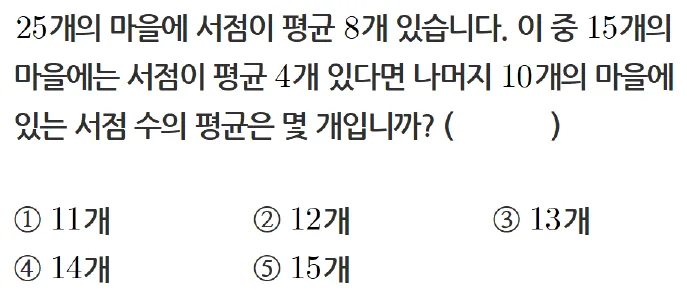 25개의 마을에 서점이 평균 8개 있습니다. 이 중 15개의
마을에는 서점이 평균 4개 있다면 나머지 10개의 마을에
있는 서점 수의 평균은 몇 개입니까? (　　　)
① 11개 ② 12개 ③ 13개
④ 14개 ⑤ 15개